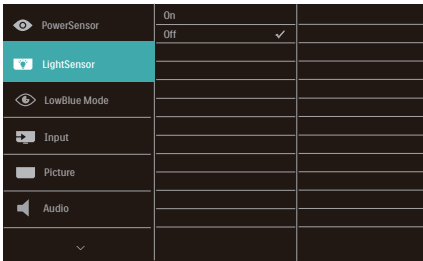 PowerSensor
LightSensor
LowBlue Mode
Input
Picture
Audio
On
Off